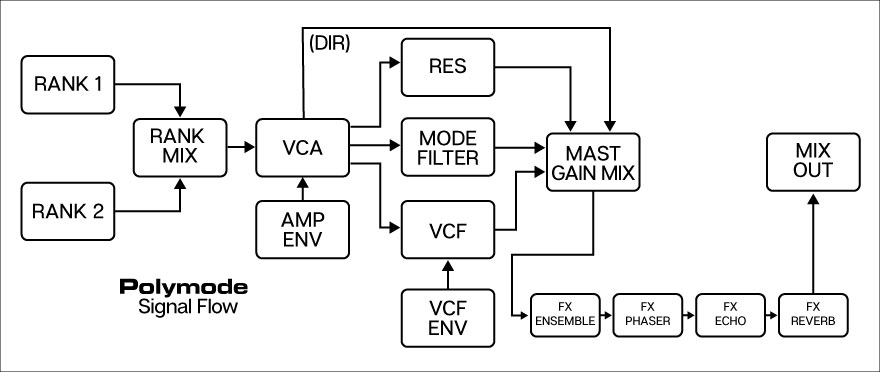 (DIR)
RANK 1
RES
RANK
MIX
VCA
MODE
FILTER
MAST
GAIN MIX
MIX
OUT
RANK 2
AMP
ENV
VCF
Polymode
Signal Flow
VCF
ENV
FX
ENSEMBLE
FX
PHASER
FX
ECHO
FX
REVERB